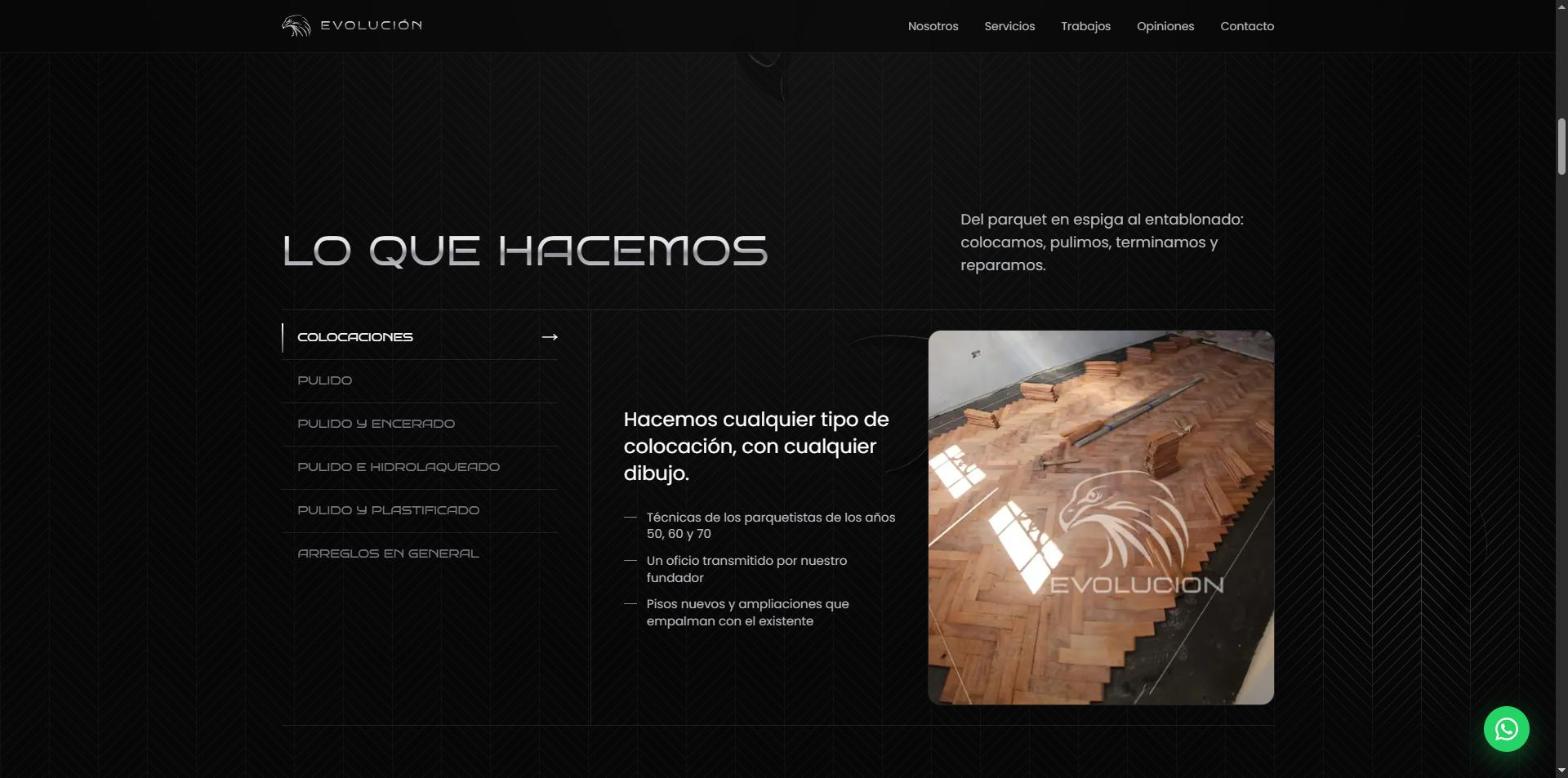 EVOLUCIÓN
Nosotros
Servicios
Trabajos
Opiniones
Contacto
LO QUE HACEMOS
Del parquet en espiga al entablonado:
colocamos, pulimos, terminamos y
reparamos.
COLOCACIONES →
PULIDO
PULIDO Y ENCERADO
PULIDO E HIDROLAQUEADO
PULIDO Y PLASTIFICADO
ARREGLOS EN GENERAL
Hacemos cualquier tipo de
colocación, con cualquier
dibujo.
— Técnicas de los parquetistas de los años
50, 60 y 70
— Un oficio transmitido por nuestro
fundador
— Pisos nuevos y ampliaciones que
empalman con el existente
EVOLUCION